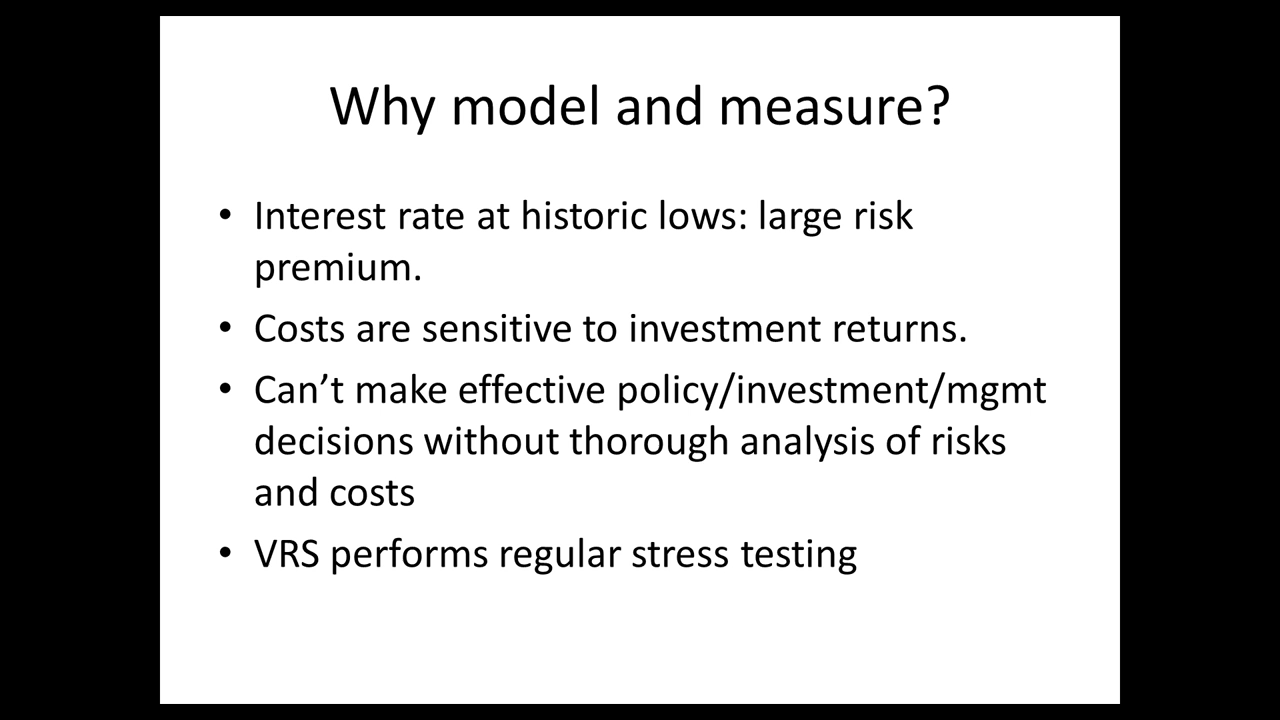 Why model and measure?
• Interest rate at historic lows: large risk
premium.
• Costs are sensitive to investment returns.
• Can’t make effective policy/investment/mgmt
decisions without thorough analysis of risks
and costs
• VRS performs regular stress testing